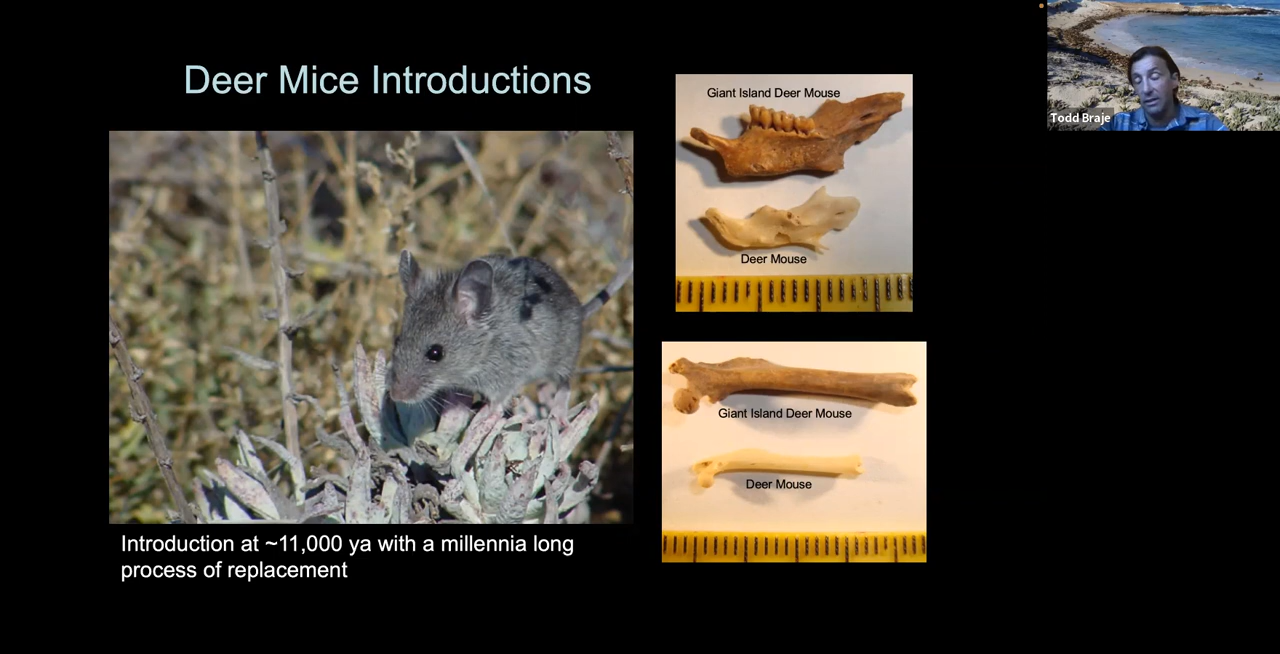 Deer Mice Introductions
Giant Island Deer Mouse
Deer Mouse
Todd Braje
Giant Island Deer Mouse
Deer Mouse
Introduction at ~11,000 ya with a millennia long
process of replacement